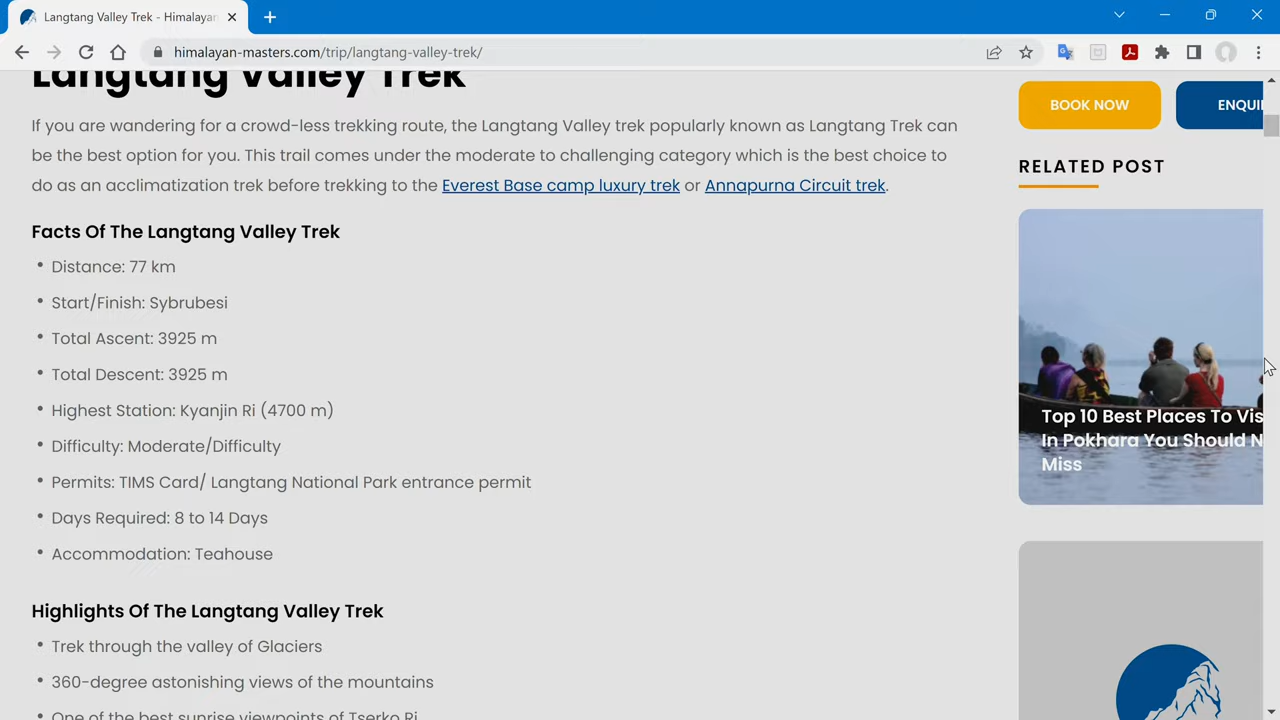 Langtang Valley Trek - Himalayan
himalayan-masters.com/trip/langtang-valley-trek/
Langtang Valley Trek
If you are wandering for a crowd-less trekking route, the Langtang Valley trek popularly known as Langtang Trek can
be the best option for you. This trail comes under the moderate to challenging category which is the best choice to
do as an acclimatization trek before trekking to the Everest Base camp luxury trek or Annapurna Circuit trek.
Facts Of The Langtang Valley Trek
• Distance: 77 km
• Start/Finish: Sybrubesi
• Total Ascent: 3925 m
• Total Descent: 3925 m
• Highest Station: Kyanjin Ri (4700 m)
• Difficulty: Moderate/Difficulty
• Permits: TIMS Card/ Langtang National Park entrance permit
• Days Required: 8 to 14 Days
• Accommodation: Teahouse
Highlights Of The Langtang Valley Trek
• Trek through the valley of Glaciers
• 360-degree astonishing views of the mountains
• One of the best sunrise viewpoints of Tserko Ri
BOOK NOW
ENQUI
RELATED POST
Top 10 Best Places To Vis
In Pokhara You Should N
Miss